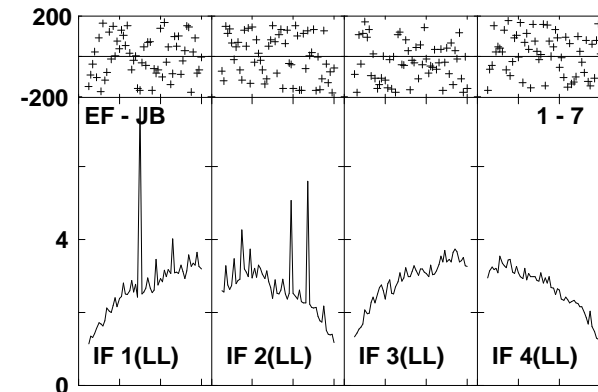 200
-200
EF - JB
1 - 7
4
IF 1(LL)
IF 2(LL)
IF 3(LL)
IF 4(LL)
0